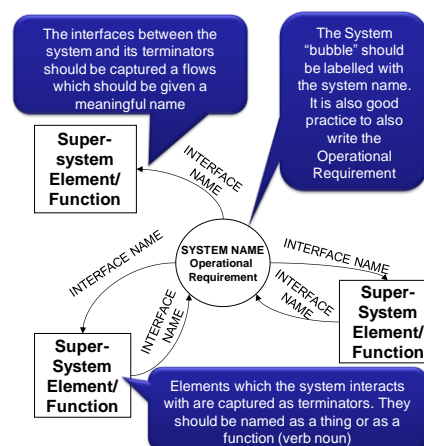 The interfaces between the
system and its terminators
should be captured a flows
which should be given a
meaningful name
The System
“bubble” should
be labelled with
the system name.
It is also good
practice to also
write the
Operational
Requirement
Super-
system
Element/
Function
INTERFACE
NAME
SYSTEM NAME
Operational
Requirement
INTERFACE NAME
INTERFACE NAME
INTERFACE
NAME
INTERFACE
NAME
Super-
System
Element/
Function
Super-
System
Element/
Function
Elements which the system interacts
with are captured as terminators. They
should be named as a thing or as a
function (verb noun)